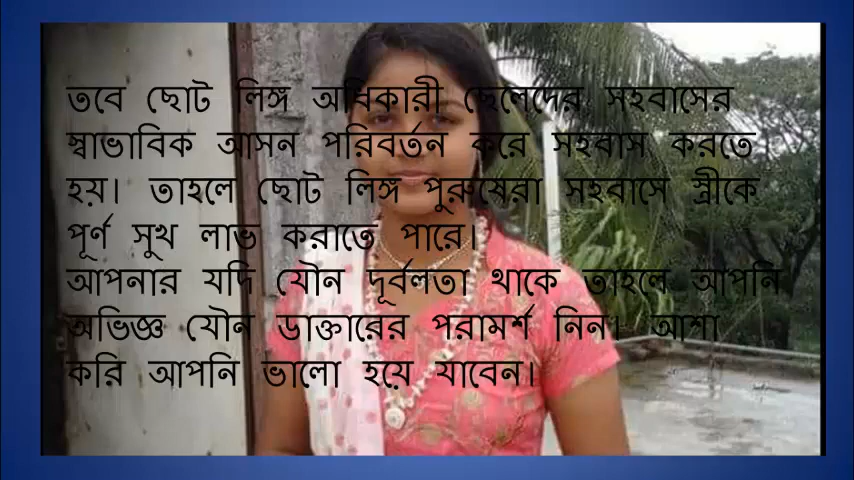 তবে ছোট লিঙ্গ অধিকারী ছেলেদের সহবাসের
স্বাভাবিক আসন পরিবর্তন করে সহবাস করতে
হয়। তাহলে ছোট লিঙ্গ পুরুষেরা সহবাসে স্ত্রীকে
পূর্ণ সুখ লাভ করাতে পারে।
আপনার যদি যৌন দূর্বলতা থাকে তাহলে আপনি
অভিজ্ঞ যৌন ডাক্তারের পরামর্শ নিন। আশা
করি আপনি ভালো হয়ে যাবেন।